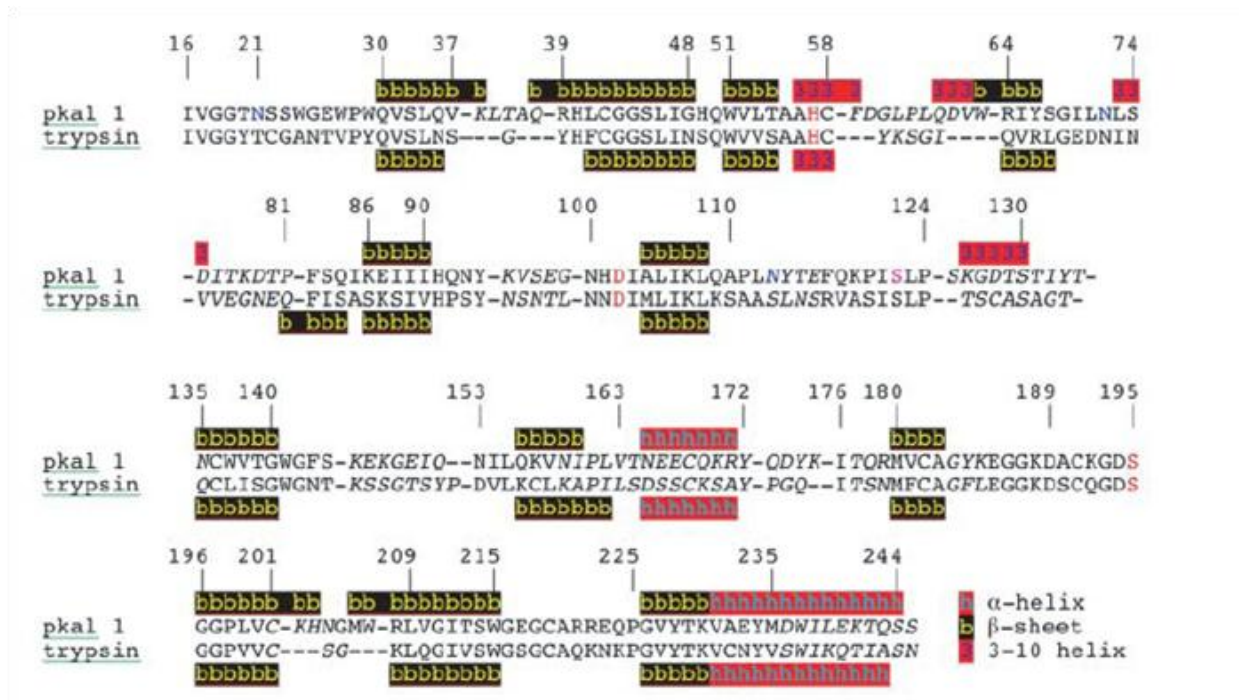 16 21 30 37 39 48 51 58 64 74
bbbbbb b b bbbbbbbbbb bbbb 333 3 333b bbb 33
pkal 1 IVGGTNSSWGEWPWQVSLQV-KLTAQ-RHLCGGSLIGHQWVLTAAHC-FDGLPLQDVW-RIYSGILNLS
trypsin IVGGYTCGANTVPYQVSLNS---G---YHFCGGSLINSQWVVSAAHC---YKSGI----QVRLGEDNIN
bbbbb bbbbbbbb bbbb 333 bbbb
81 86 90 100 110 124 130
3 bbbbb bbbbb 33333
pkal 1 -DITKDTP-FSQIKEIIIHQNY-KVSEG-NHDIALIKLQAPLNYTEFQKPISLP-SKGDTSTIYT-
trypsin -VVEGNEQ-FISASKSIVHPSY-NSNTL-NNDIMLIKLKSAASLNSRVASISLP--TSCASAGT-
b bbb bbbbb bbbbb
135 140 153 163 172 176 180 189 195
bbbbbb bbbbb hhhhhhh bbbb
pkal 1 NCWVTGWGFS-KEKGEIQ--NILQKVNIPLVTNEECQKRY-QDYK-ITQRMVCAGYKEGGKDACKGDS
trypsin QCLISGWGNT-KSSGTSYP-DVLKCLKAPILSDSSCKSAY-PGQ--ITSNMFCAGFLEGGKDSCQGDS
bbbbbb bbbbbbb hhhhhhh bbbb
196 201 209 215 225 235 244
bbbbbb bb bb bbbbbbbb bbbbbhhhhhhhhhhhhhh
pkal 1 GGPLVC-KHNGMW-RLVGITSWGEGCARREQPGVYTKVAEYMDWILEKTQSS
trypsin GGPVVC---SG---KLQGIVSWGSGCAQKNKPGVYTKVCNYVSWIKQTIASN
bbbbbb bbbbbbbb bbbbbhhhhhhhhhhhhh
h α-helix
b β-sheet
3 3-10 helix